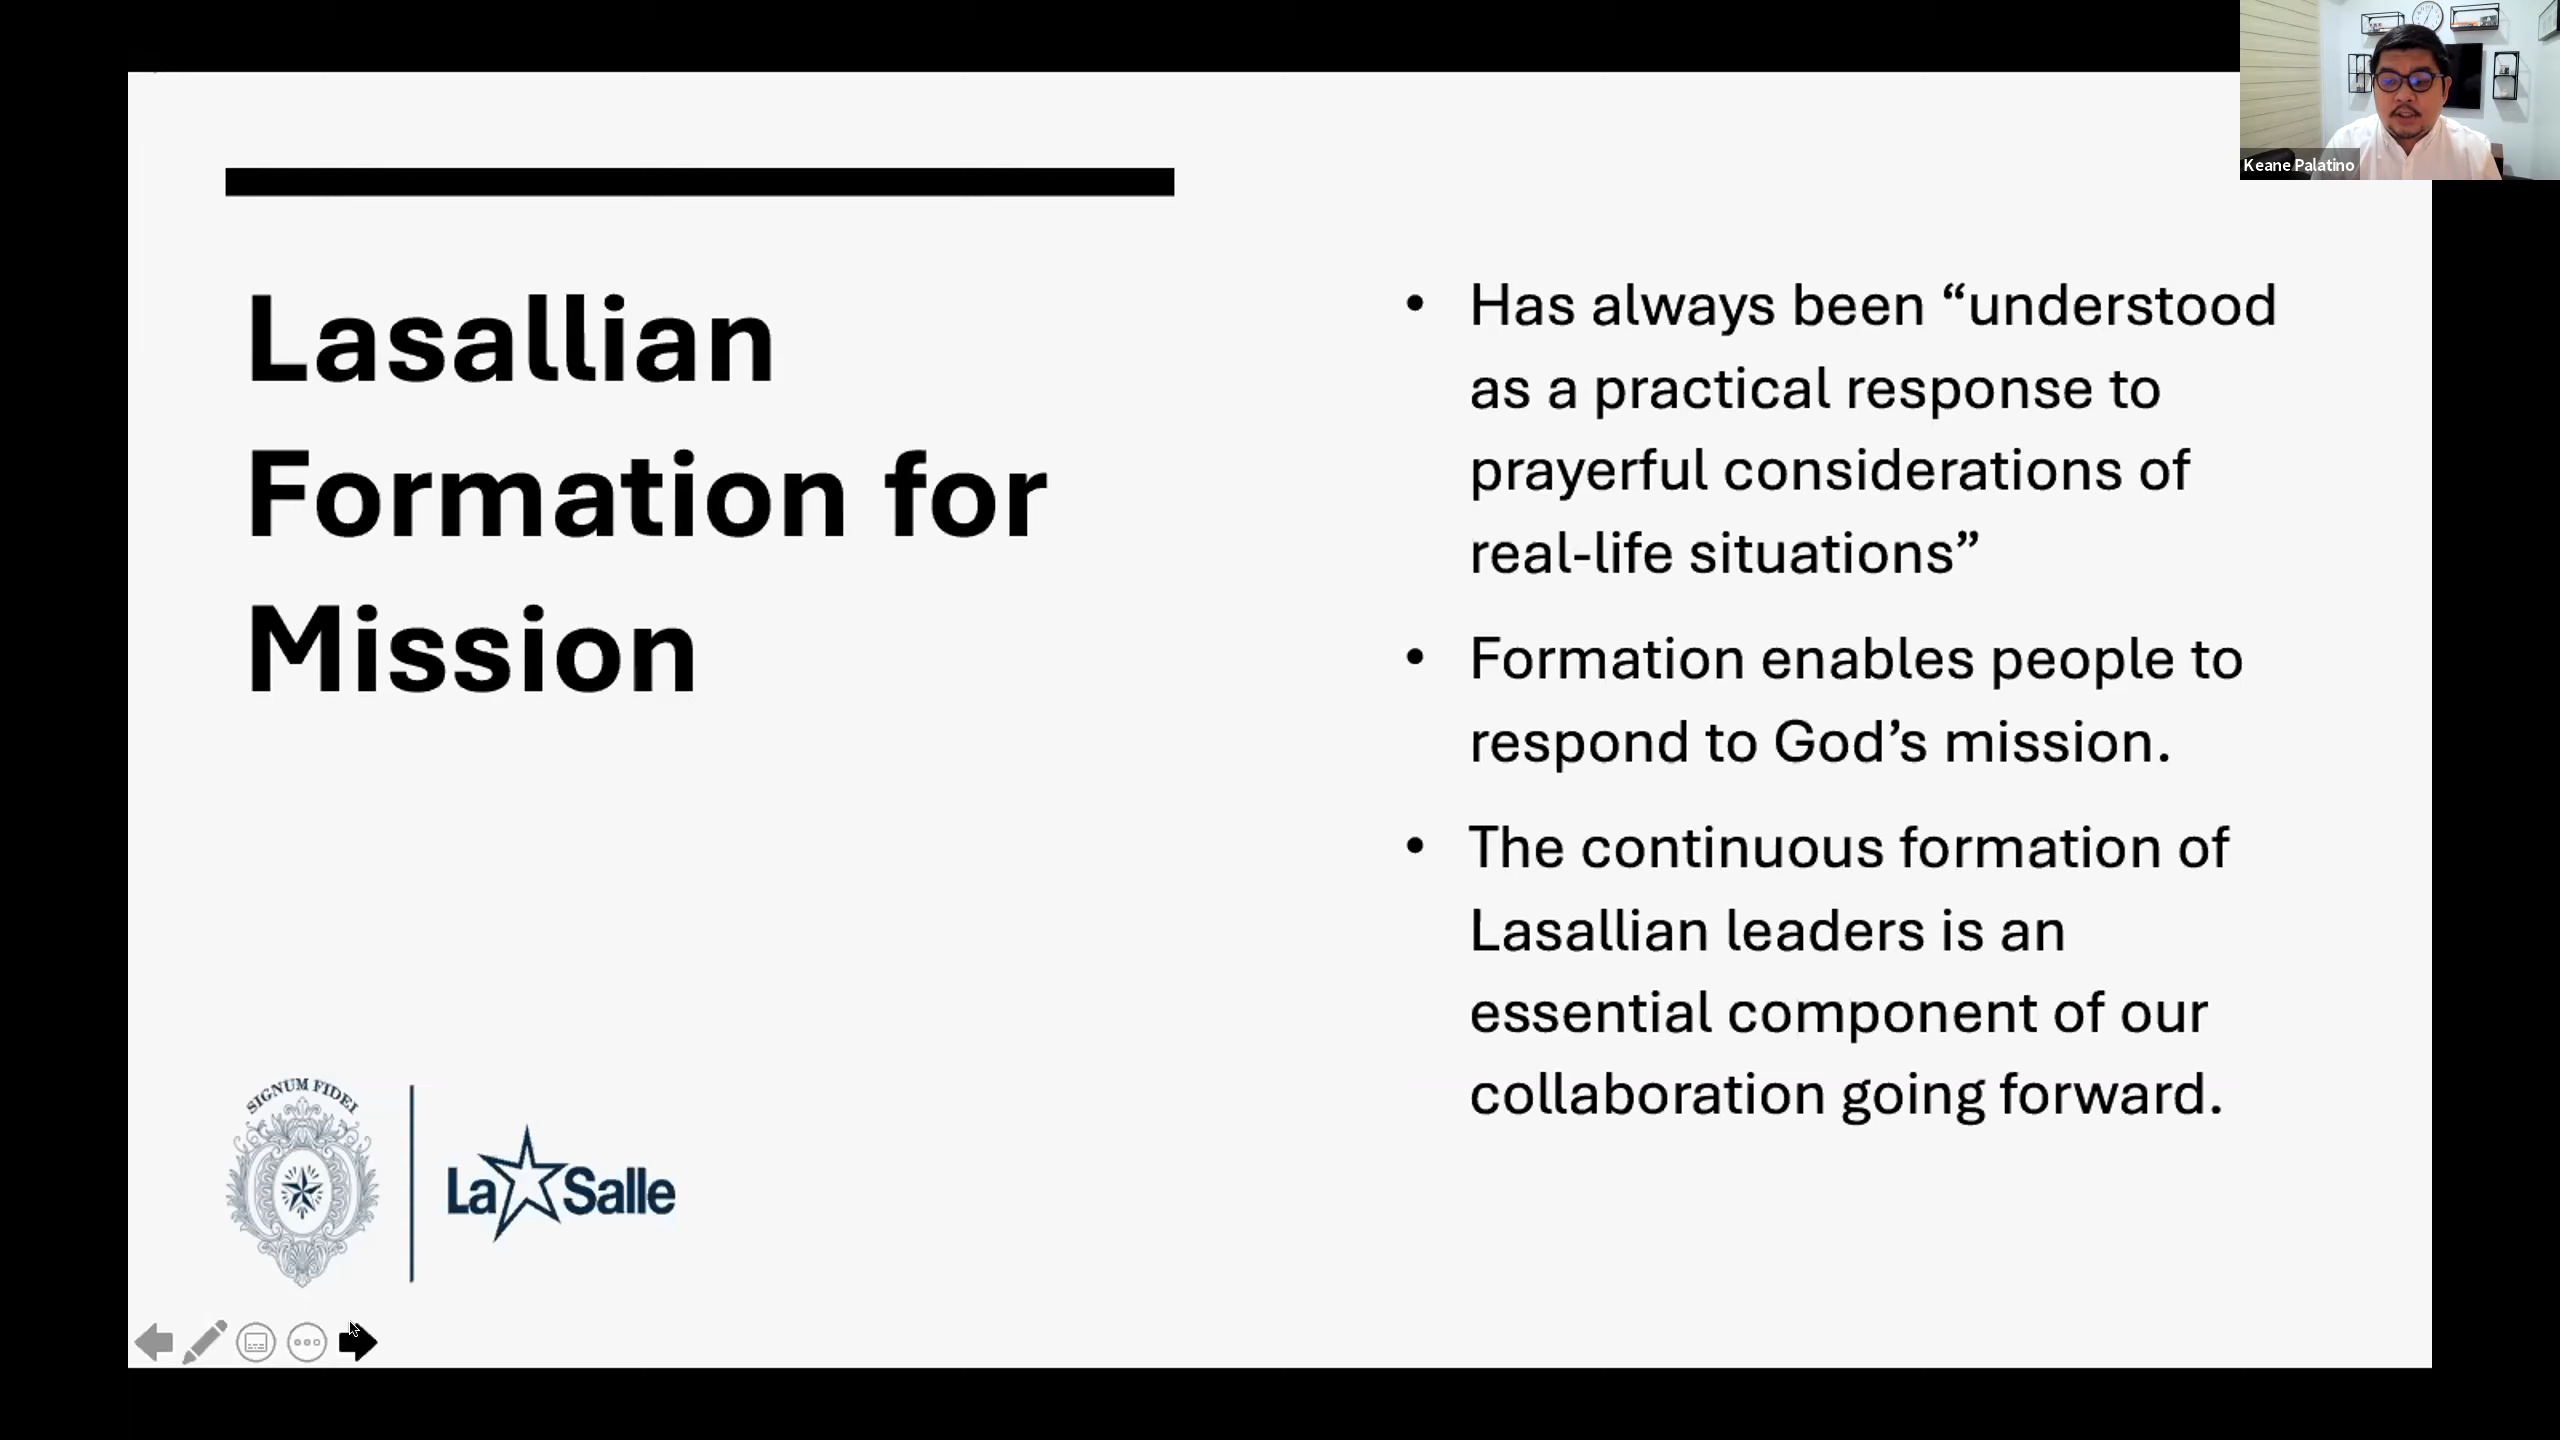 Keane Palatino
Lasallian
Formation for
Mission
• Has always been “understood
as a practical response to
prayerful considerations of
real-life situations”
• Formation enables people to
respond to God’s mission.
• The continuous formation of
Lasallian leaders is an
essential component of our
collaboration going forward.
SIGNUM FIDEI
La Salle